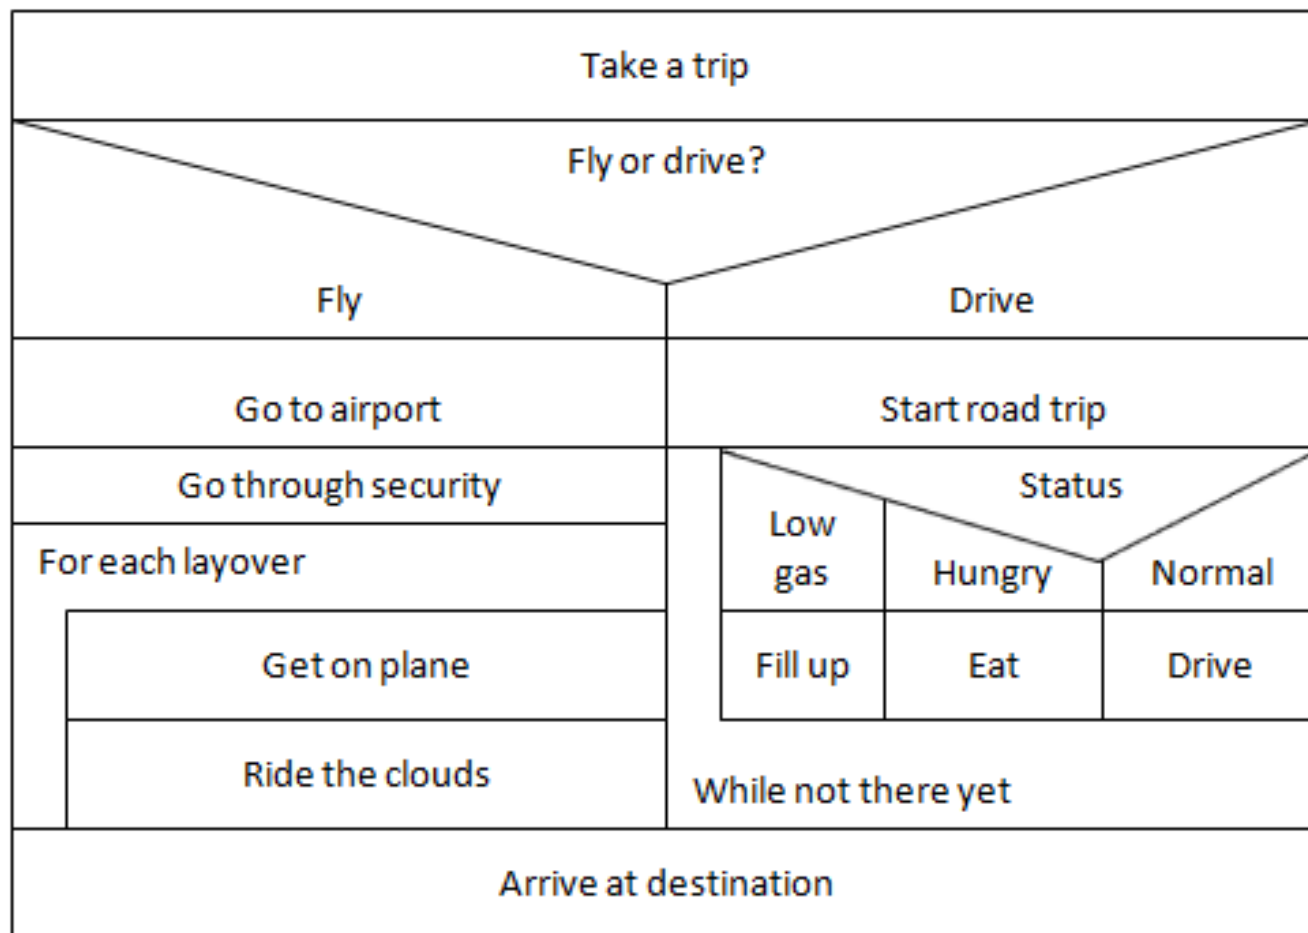 Take a trip
Fly or drive?
Fly
Drive
Go to airport
Start road trip
Go through security
Status
For each layover
Low
gas
Hungry
Normal
Get on plane
Fill up
Eat
Drive
Ride the clouds
While not there yet
Arrive at destination